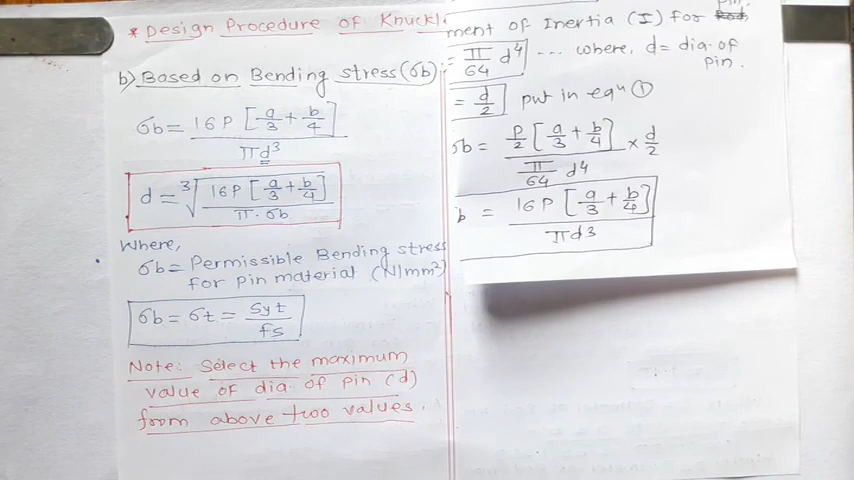 * Design Procedure of Knuckl
b) Based on Bending stress (σb) :
σb = 16P [a/3 + b/4] / πd³
d = ³√(16P [a/3 + b/4] / π·σb)
Where,
σb = Permissible Bending stress
for pin material (N/mm²)
σb = σt = Syt / fs
Note: Select the maximum
value of dia. of pin (d)
from above two values.
ment of Inertia (I) for pin.
= π/64 d⁴ ... where, d = dia. of
pin.
= d/2 put in equⁿ ①
σb = P/2 [a/3 + b/4] / π/64 d⁴ × d/2
b = 16P [a/3 + b/4] / πd³